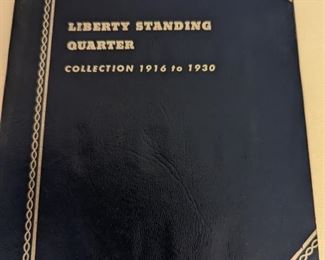 LIBERTY STANDING
QUARTER
COLLECTION 1916 to 1930